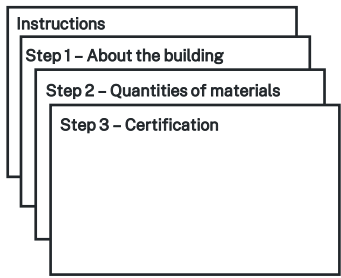 Instructions
Step 1 – About the building
Step 2 – Quantities of materials
Step 3 – Certification